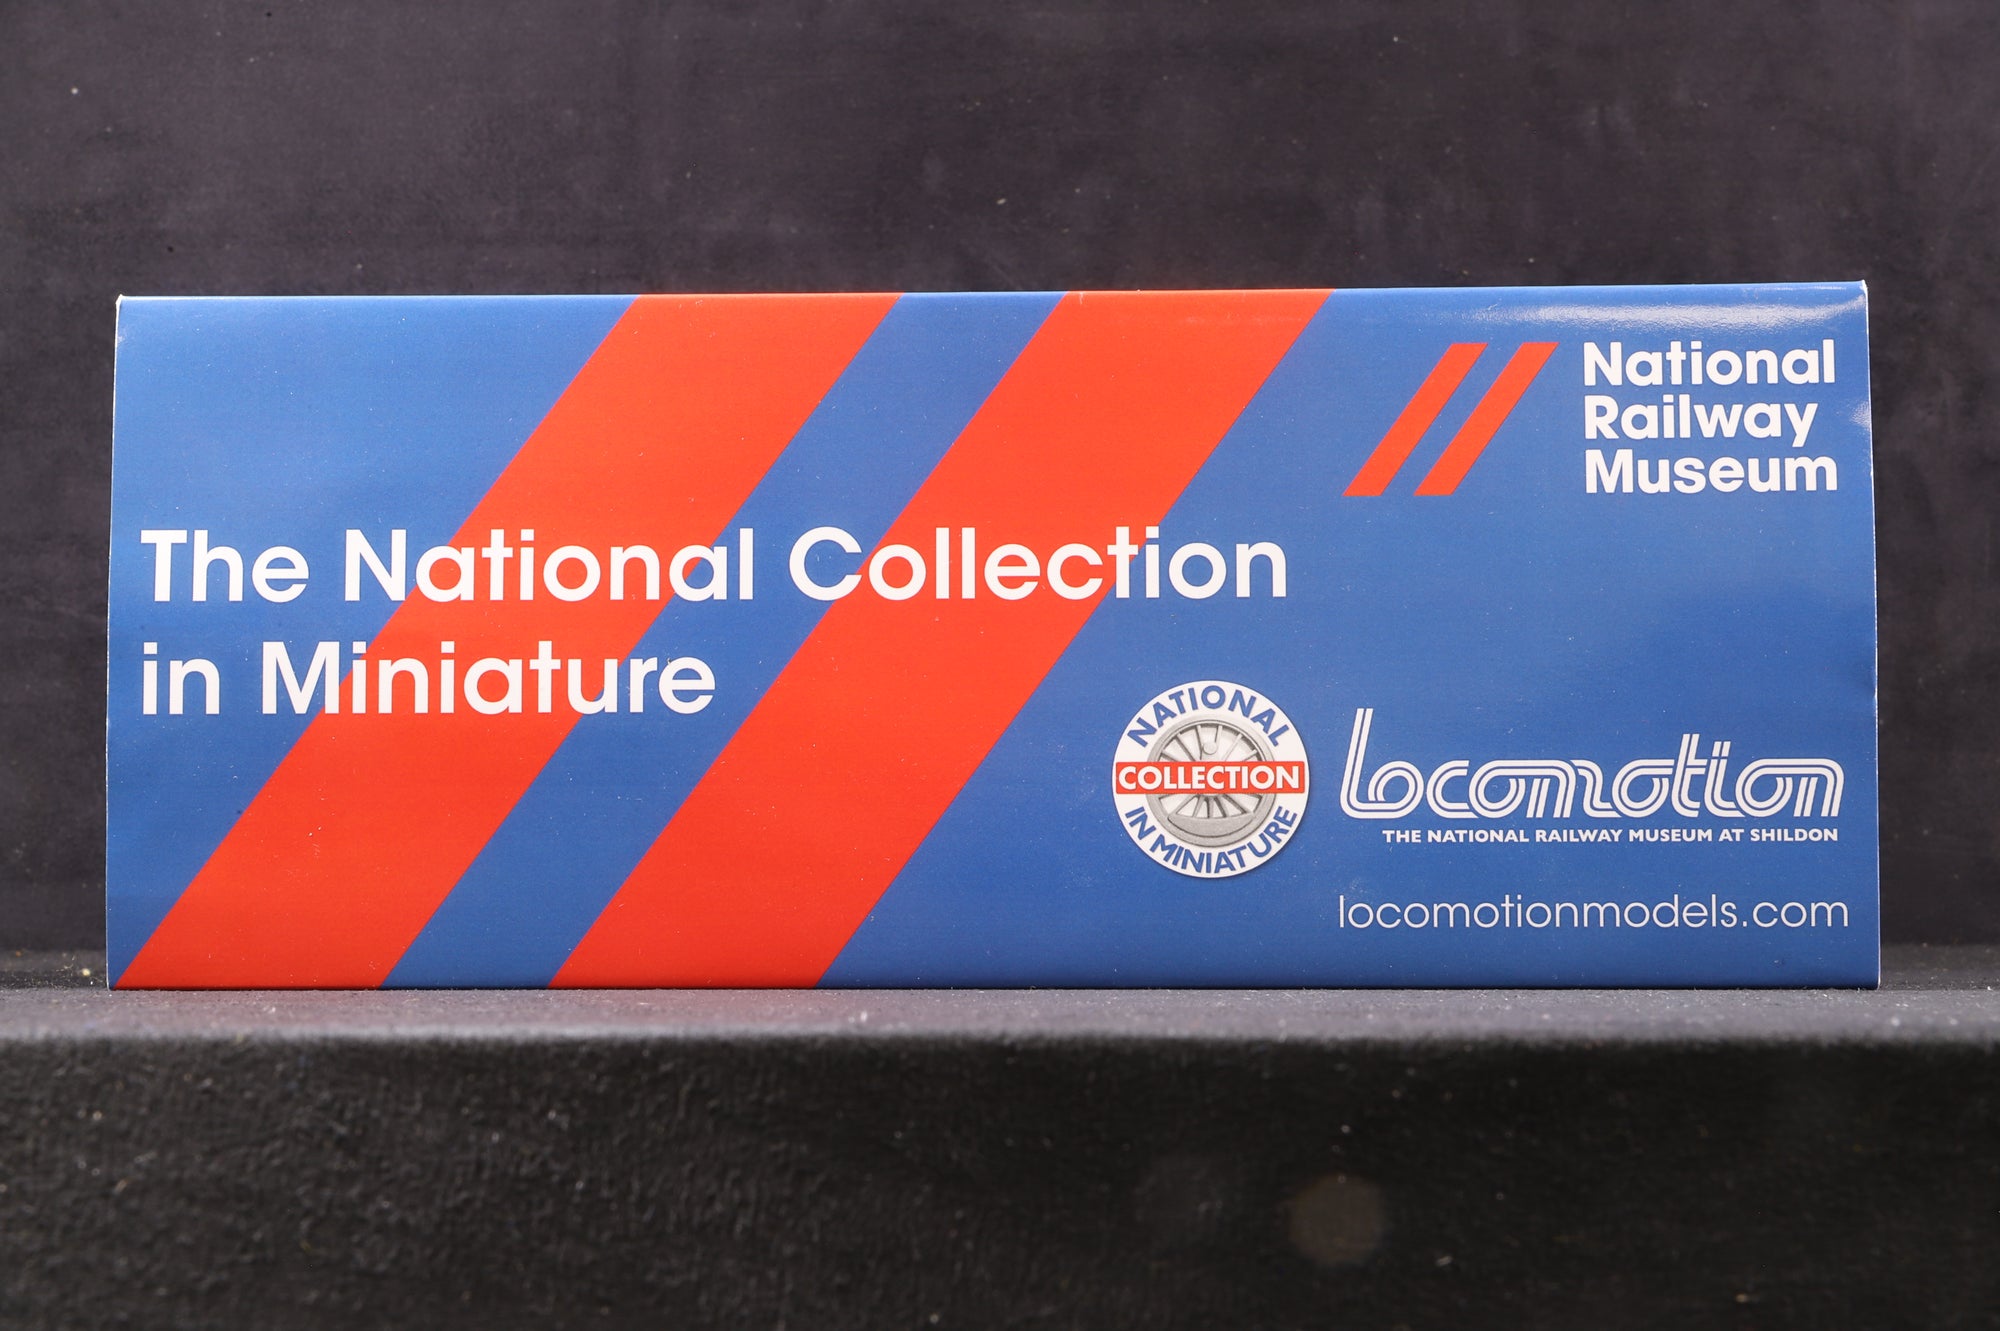 National
Railway
Museum
The National Collection
in Miniature
NATIONAL
COLLECTION
IN MINIATURE
locomotion
THE NATIONAL RAILWAY MUSEUM AT SHILDON
locomotionmodels.com